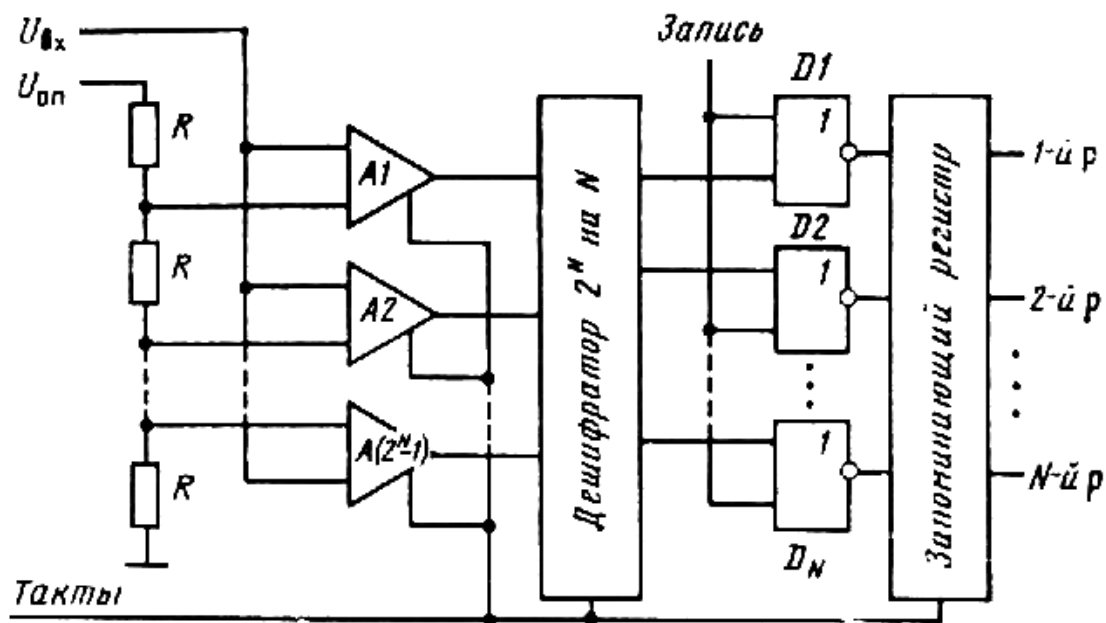 Uвх
Uоп
R
R
R
A1
A2
A(2ᴺ-1)
Дешифратор 2ᴺ на N
Запись
D1
1
D2
1
1
D_N
Запоминающий регистр
1-й р
2-й р
N-й р
Такты